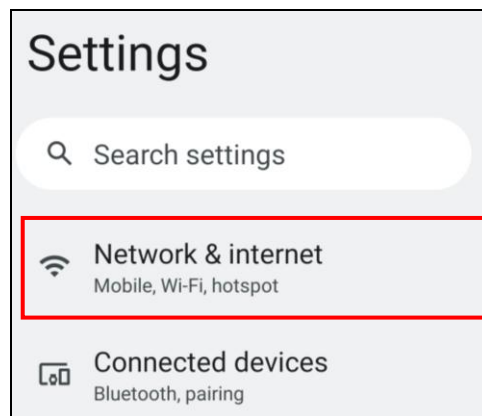 Settings
Search settings
Network & internet
Mobile, Wi-Fi, hotspot
Connected devices
Bluetooth, pairing